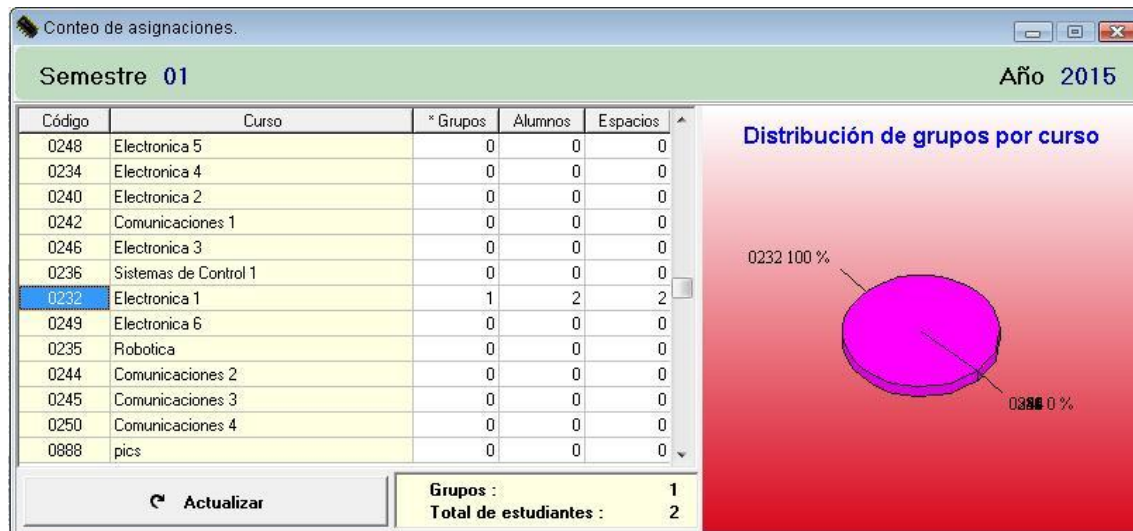 Conteo de asignaciones.
Semestre 01 Año 2015
Código Curso * Grupos Alumnos Espacios
0248 Electronica 5 0 0 0
0234 Electronica 4 0 0 0
0240 Electronica 2 0 0 0
0242 Comunicaciones 1 0 0 0
0246 Electronica 3 0 0 0
0236 Sistemas de Control 1 0 0 0
0232 Electronica 1 1 2 2
0249 Electronica 6 0 0 0
0235 Robotica 0 0 0
0244 Comunicaciones 2 0 0 0
0245 Comunicaciones 3 0 0 0
0250 Comunicaciones 4 0 0 0
0888 pics 0 0 0
Actualizar
Grupos : 1
Total de estudiantes : 2
Distribución de grupos por curso
0232 100 %
0 %